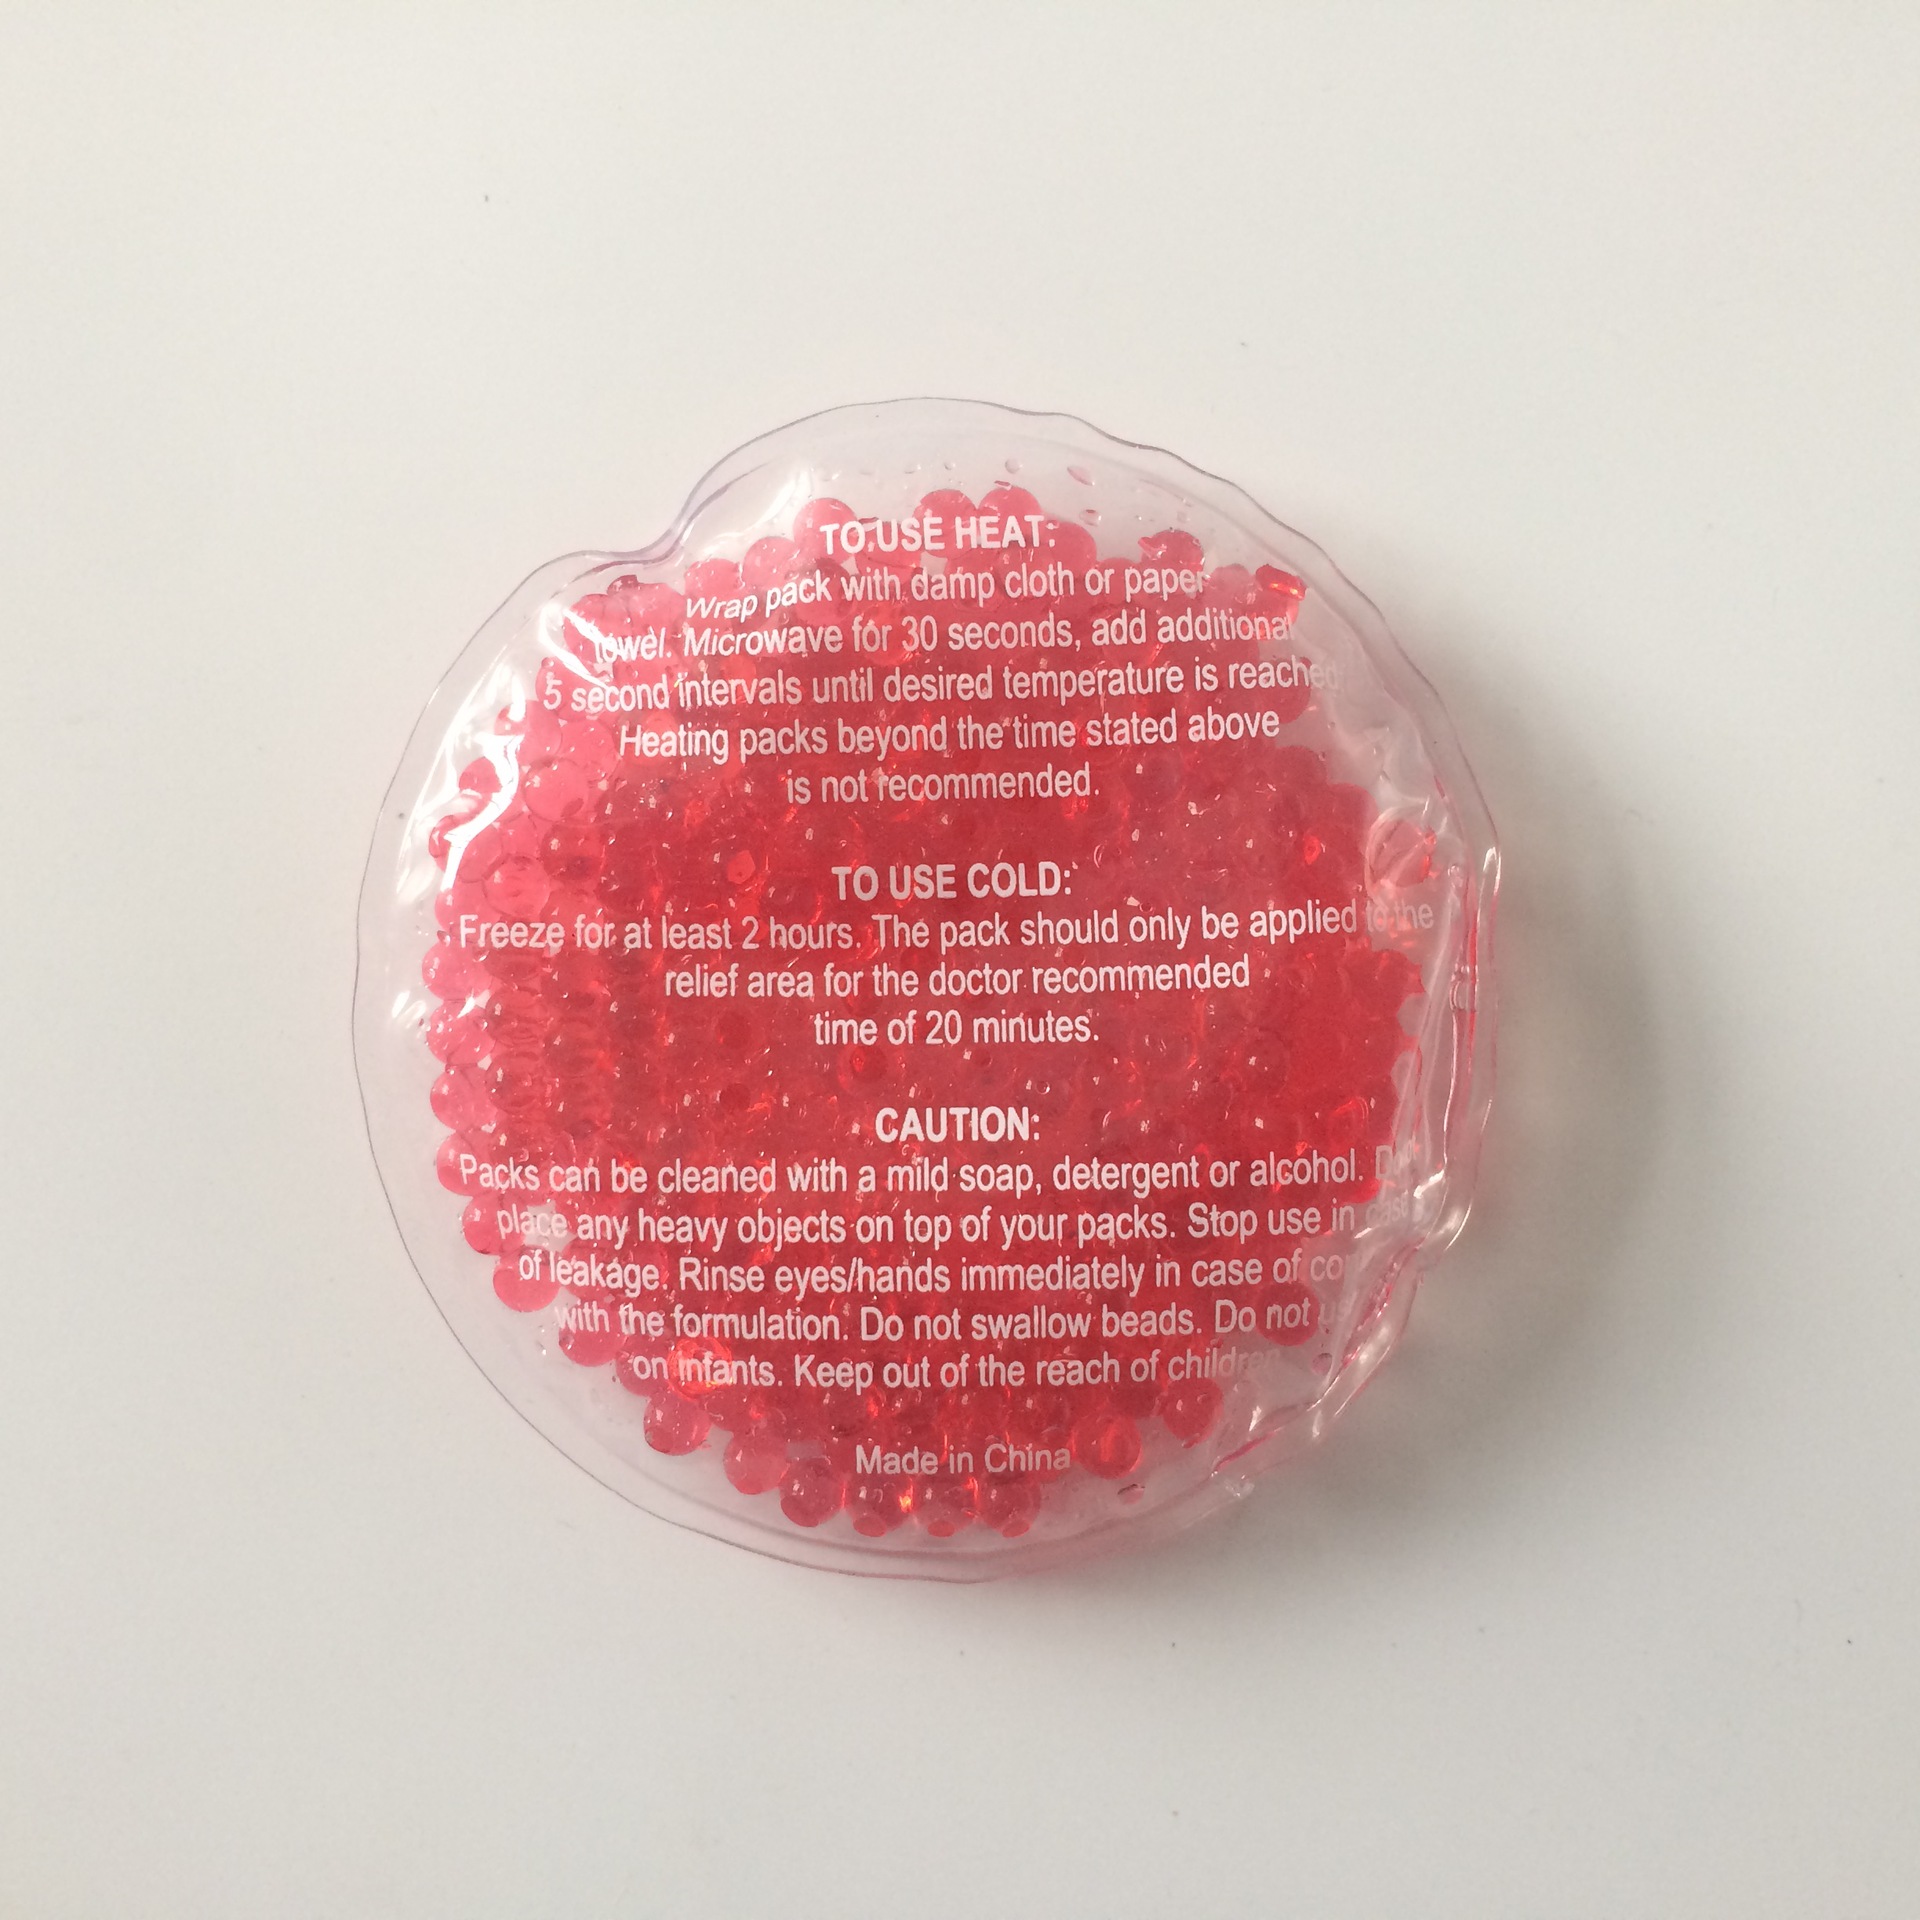 TO USE HEAT:
Wrap pack with damp cloth or paper
towel. Microwave for 30 seconds, add additional
5 second intervals until desired temperature is reached
Heating packs beyond the time stated above
is not recommended.
TO USE COLD:
Freeze for at least 2 hours. The pack should only be applied to the
relief area for the doctor recommended
time of 20 minutes.
CAUTION:
Packs can be cleaned with a mild soap, detergent or alcohol.
place any heavy objects on top of your packs. Stop use in case
of leakage. Rinse eyes/hands immediately in case of
with the formulation. Do not swallow beads. Do not
on infants. Keep out of the reach of children
Made in China